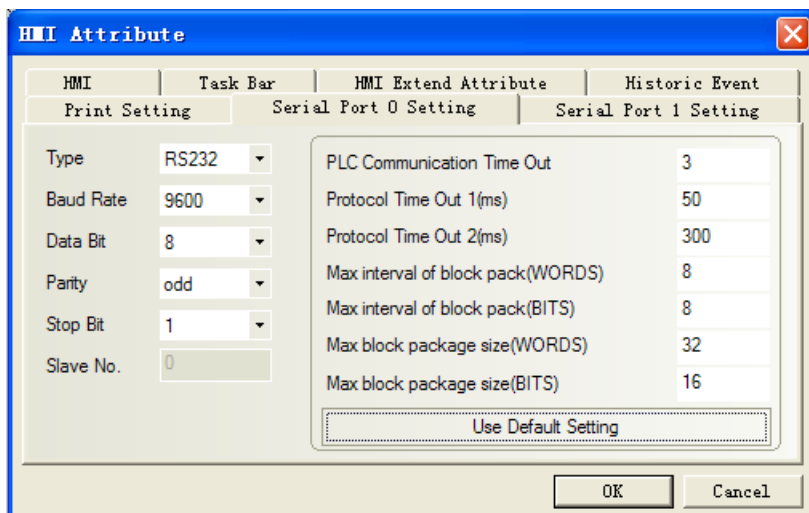 HMI Attribute
HMI Task Bar HMI Extend Attribute Historic Event
Print Setting Serial Port 0 Setting Serial Port 1 Setting
Type RS232
Baud Rate 9600
Data Bit 8
Parity odd
Stop Bit 1
Slave No. 0
PLC Communication Time Out 3
Protocol Time Out 1(ms) 50
Protocol Time Out 2(ms) 300
Max interval of block pack(WORDS) 8
Max interval of block pack(BITS) 8
Max block package size(WORDS) 32
Max block package size(BITS) 16
Use Default Setting
OK Cancel